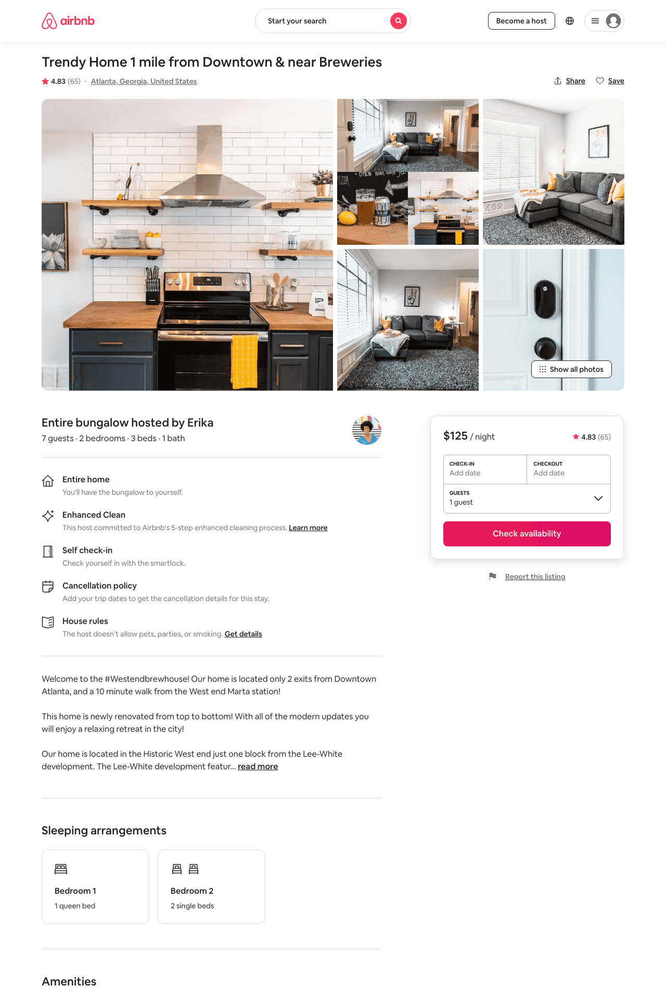 airbnb
Start your search
Become a host
Trendy Home 1 mile from Downtown & near Breweries
4.83 (65) · Atlanta, Georgia, United States
Share
Save
PIZZA
Show all photos
Entire bungalow hosted by Erika
7 guests · 2 bedrooms · 3 beds · 1 bath
$125 / night
4.83 (65)
CHECK-IN
Add date
CHECKOUT
Add date
GUESTS
1 guest
Check availability
Report this listing
Entire home
You'll have the bungalow to yourself.
Enhanced Clean
This host committed to Airbnb's 5-step enhanced cleaning process. Learn more
Self check-in
Check yourself in with the smartlock.
Cancellation policy
Add your trip dates to get the cancellation details for this stay.
House rules
The host doesn't allow pets, parties, or smoking. Get details
Welcome to the #Westendbrewhouse! Our home is located only 2 exits from Downtown
Atlanta, and a 10 minute walk from the West end Marta station!
This home is newly renovated from top to bottom! With all of the modern updates you
will enjoy a relaxing retreat in the city!
Our home is located in the Historic West end just one block from the Lee-White
development. The Lee-White development featur... read more
Sleeping arrangements
Bedroom 1
1 queen bed
Bedroom 2
2 single beds
Amenities